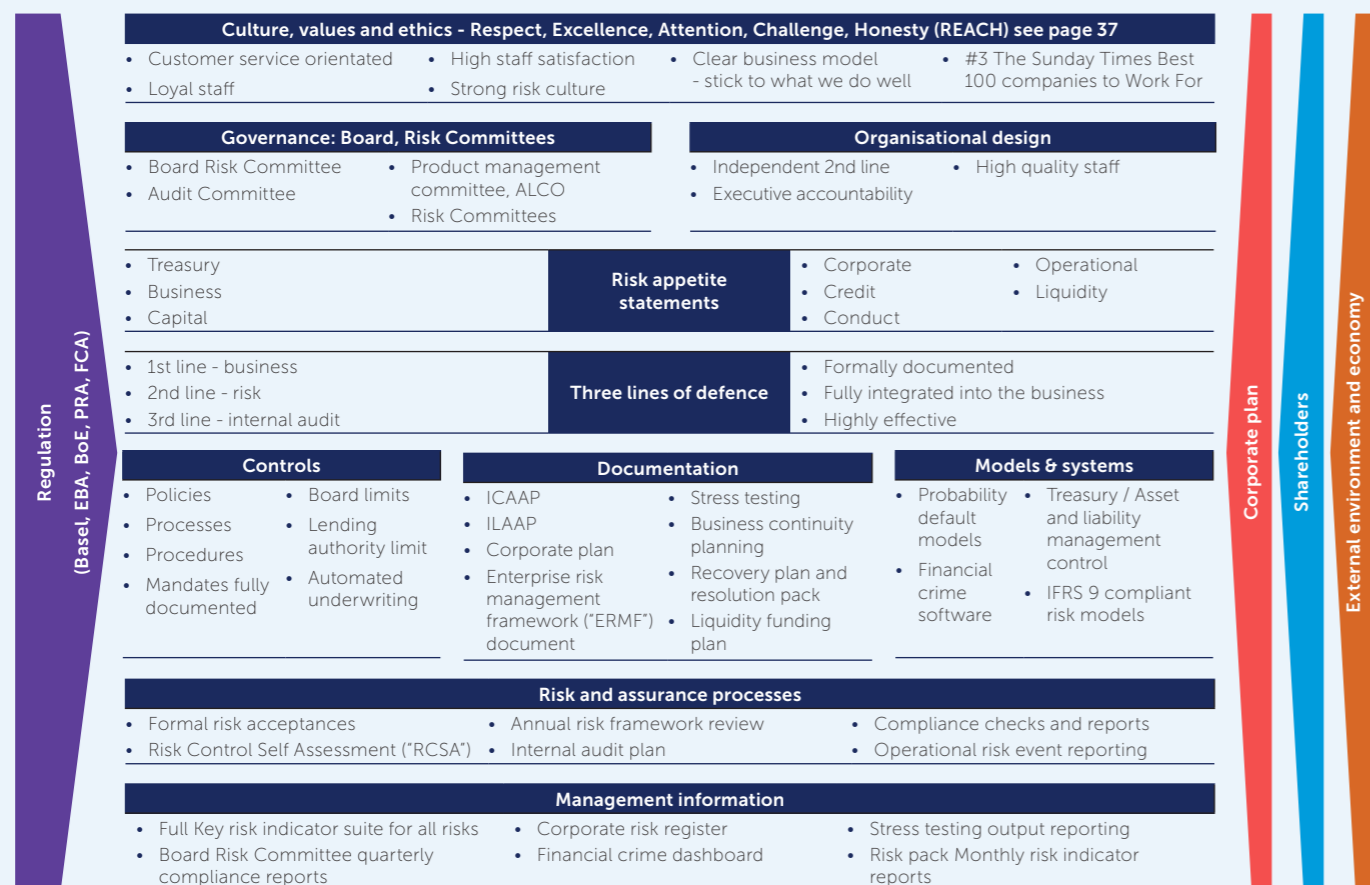 Regulation
(Basel, EBA, BoE, PRA, FCA)
Culture, values and ethics - Respect, Excellence, Attention, Challenge, Honesty (REACH) see page 37
• Customer service orientated
• Loyal staff
• High staff satisfaction
• Strong risk culture
• Clear business model
- stick to what we do well
• #3 The Sunday Times Best
100 companies to Work For
Governance: Board, Risk Committees
• Board Risk Committee
• Audit Committee
• Product management
committee, ALCO
• Risk Committees
Organisational design
• Independent 2nd line
• Executive accountability
• High quality staff
• Treasury
• Business
• Capital
Risk appetite
statements
• Corporate
• Credit
• Conduct
• Operational
• Liquidity
• 1st line - business
• 2nd line - risk
• 3rd line - internal audit
Three lines of defence
• Formally documented
• Fully integrated into the business
• Highly effective
Controls
• Policies
• Processes
• Procedures
• Mandates fully
documented
• Board limits
• Lending
authority limit
• Automated
underwriting
Documentation
• ICAAP
• ILAAP
• Corporate plan
• Enterprise risk
management
framework ("ERMF")
document
• Stress testing
• Business continuity
planning
• Recovery plan and
resolution pack
• Liquidity funding
plan
Models & systems
• Probability
default
models
• Financial
crime
software
• Treasury / Asset
and liability
management
control
• IFRS 9 compliant
risk models
Risk and assurance processes
• Formal risk acceptances
• Risk Control Self Assessment ("RCSA")
• Annual risk framework review
• Internal audit plan
• Compliance checks and reports
• Operational risk event reporting
Management information
• Full Key risk indicator suite for all risks
• Board Risk Committee quarterly
compliance reports
• Corporate risk register
• Financial crime dashboard
• Stress testing output reporting
• Risk pack Monthly risk indicator
reports
Corporate plan
Shareholders
External environment and economy